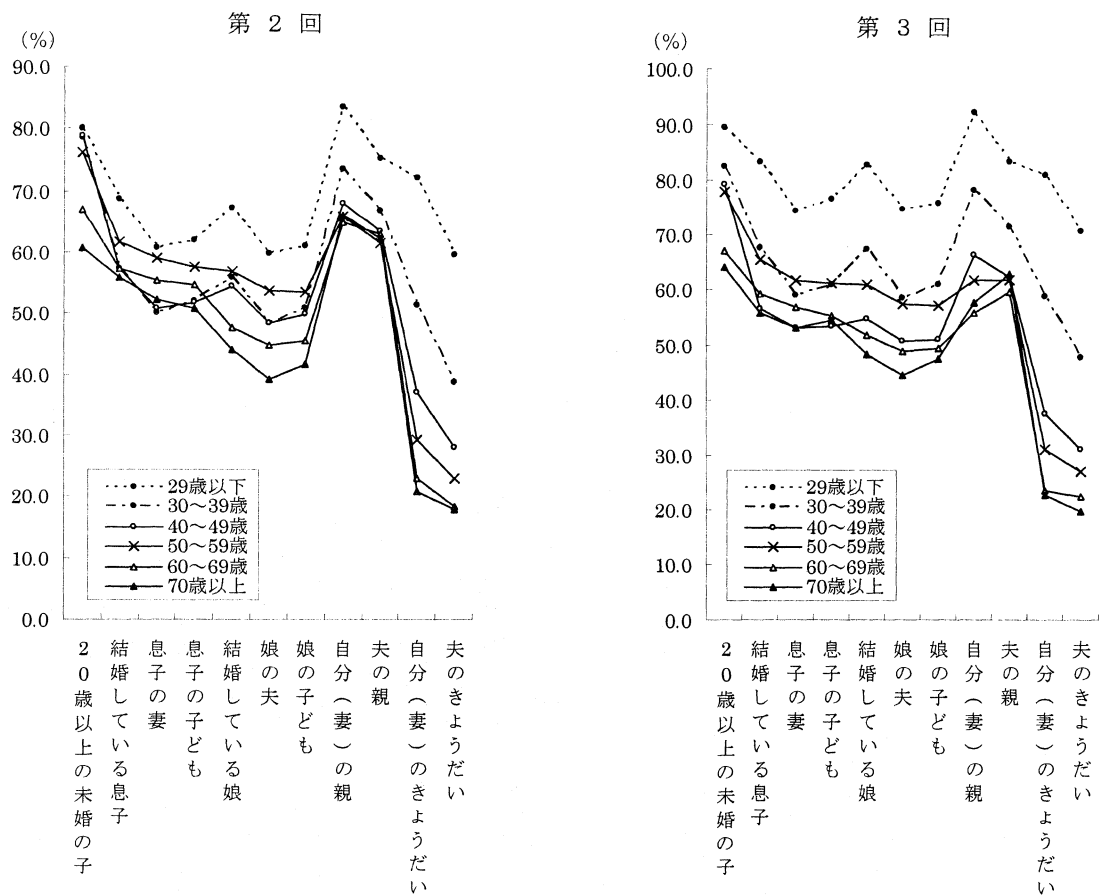 第 2 回
(%)
90.0
80.0
70.0
60.0
50.0
40.0
30.0
20.0
10.0
0.0
29歳以下
30～39歳
40～49歳
50～59歳
60～69歳
70歳以上
20歳以上の未婚の子
結婚している息子
息子の妻
息子の子ども
結婚している娘
娘の夫
娘の子ども
自分(妻)の親
夫の親
自分(妻)のきょうだい
夫のきょうだい
第 3 回
(%)
100.0
90.0
80.0
70.0
60.0
50.0
40.0
30.0
20.0
10.0
0.0
29歳以下
30～39歳
40～49歳
50～59歳
60～69歳
70歳以上
20歳以上の未婚の子
結婚している息子
息子の妻
息子の子ども
結婚している娘
娘の夫
娘の子ども
自分(妻)の親
夫の親
自分(妻)のきょうだい
夫のきょうだい